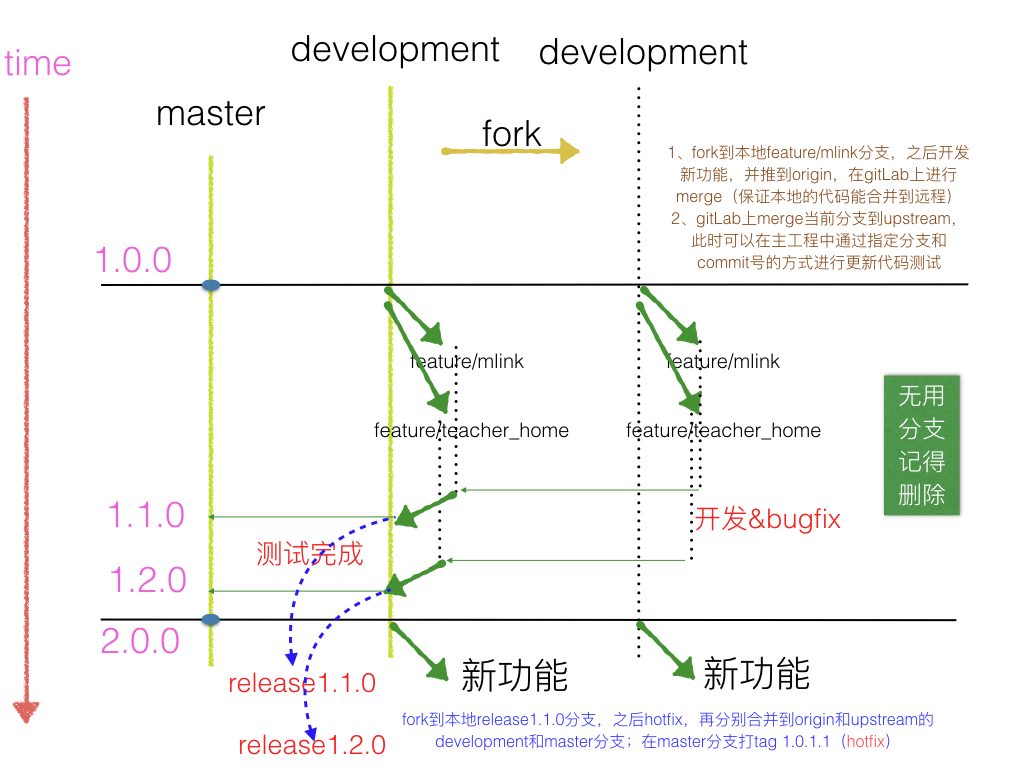 time
development
development
master
fork
1、fork到本地feature/mlink分支，之后开发
新功能，并推到origin，在gitLab上进行
merge（保证本地的代码能合并到远程）
2、gitLab上merge当前分支到upstream，
此时可以在主工程中通过指定分支和
commit号的方式进行更新代码测试
1.0.0
feature/mlink
feature/mlink
无用
分支
记得
删除
feature/teacher_home
feature/teacher_home
1.1.0
开发&bugfix
测试完成
1.2.0
2.0.0
新功能
新功能
release1.1.0
fork到本地release1.1.0分支，之后hotfix，再分别合并到origin和upstream的
development和master分支；在master分支打tag 1.0.1.1（hotfix）
release1.2.0